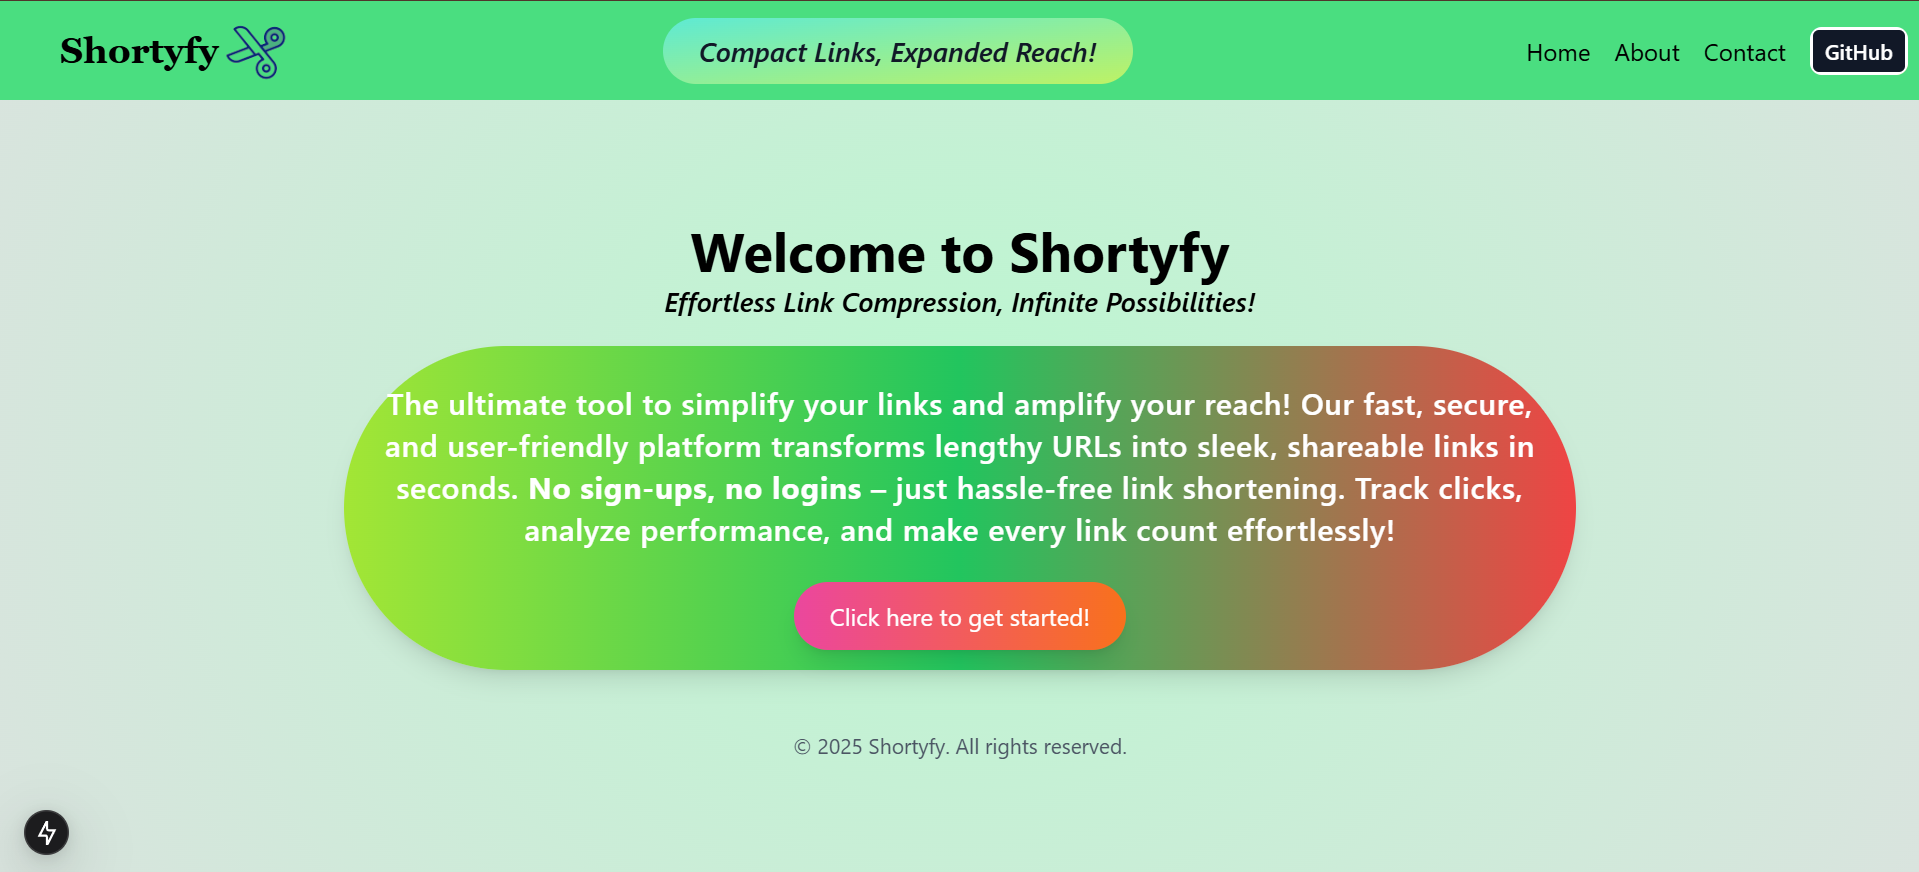 Shortyfy
Compact Links, Expanded Reach!
Home
About
Contact
GitHub
Welcome to Shortyfy
Effortless Link Compression, Infinite Possibilities!
The ultimate tool to simplify your links and amplify your reach! Our fast, secure,
and user-friendly platform transforms lengthy URLs into sleek, shareable links in
seconds. No sign-ups, no logins – just hassle-free link shortening. Track clicks,
analyze performance, and make every link count effortlessly!
Click here to get started!
© 2025 Shortyfy. All rights reserved.